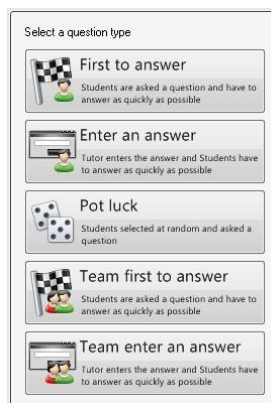 Select a question type
First to answer
Students are asked a question and have to
answer as quickly as possible
Enter an answer
Tutor enters the answer and Students have
to answer as quickly as possible
Pot luck
Students selected at random and asked a
question
Team first to answer
Students are asked a question and have to
answer as quickly as possible
Team enter an answer
Tutor enters the answer and Students have
to answer as quickly as possible